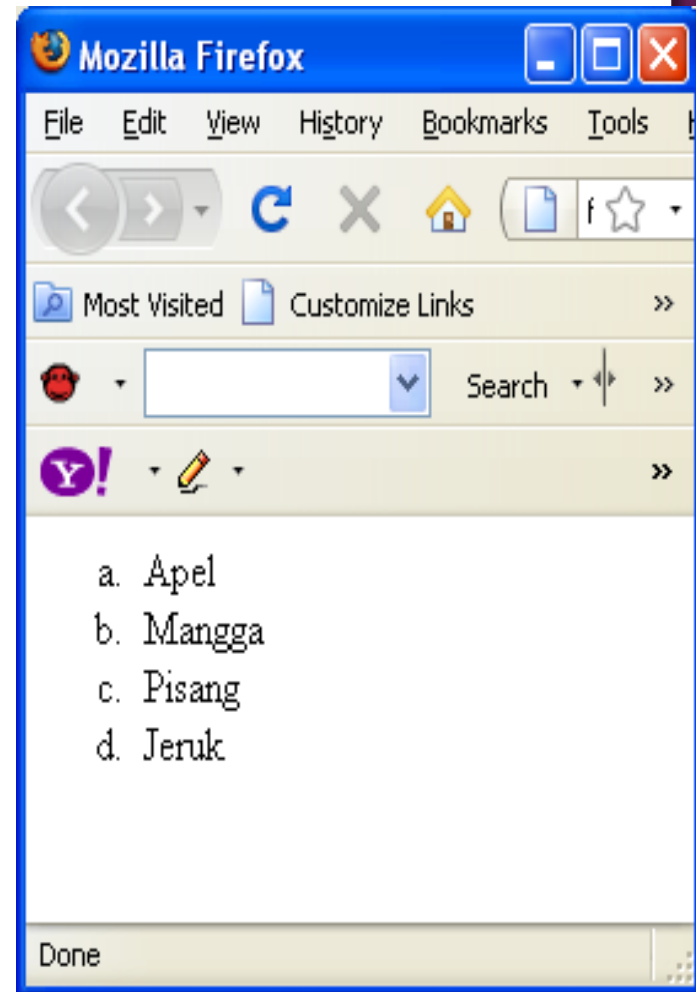 Mozilla Firefox
File Edit View History Bookmarks Tools
f
Most Visited Customize Links »
Search »
Y! »
a. Apel
b. Mangga
c. Pisang
d. Jeruk
Done